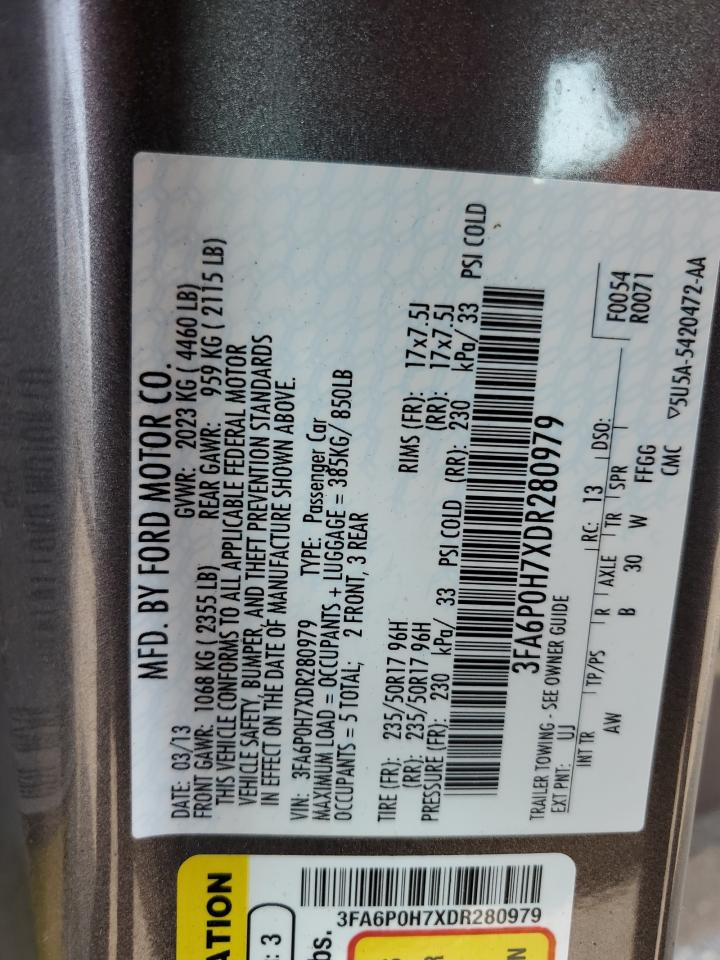 MFD. BY FORD MOTOR CO.
DATE: 03/13 GVWR: 2023 KG ( 4460 LB)
FRONT GAWR: 1068 KG ( 2355 LB) REAR GAWR: 959 KG ( 2115 LB)
THIS VEHICLE CONFORMS TO ALL APPLICABLE FEDERAL MOTOR
VEHICLE SAFETY, BUMPER, AND THEFT PREVENTION STANDARDS
IN EFFECT ON THE DATE OF MANUFACTURE SHOWN ABOVE.
VIN: 3FA6P0H7XDR280979 TYPE: Passenger Car
MAXIMUM LOAD = OCCUPANTS + LUGGAGE = 385KG/ 850LB
OCCUPANTS = 5 TOTAL; 2 FRONT, 3 REAR
TIRE (FR): 235/50R17 96H RIMS (FR): 17x7.5J
(RR): 235/50R17 96H (RR): 17x7.5J
PRESSURE (FR): 230 kPa/ 33 PSI COLD (RR): 230 kPa/ 33 PSI COLD
3FA6P0H7XDR280979
TRAILER TOWING - SEE OWNER GUIDE
EXT PNT: UJ RC: 13 DSO: F0054
R0071
INT TR TP/PS R AXLE TR SPR
AW B 30 W FFGG
CMC ▽5U5A-5420472-AA
ATION
: 3
bs.
3FA6P0H7XDR280979